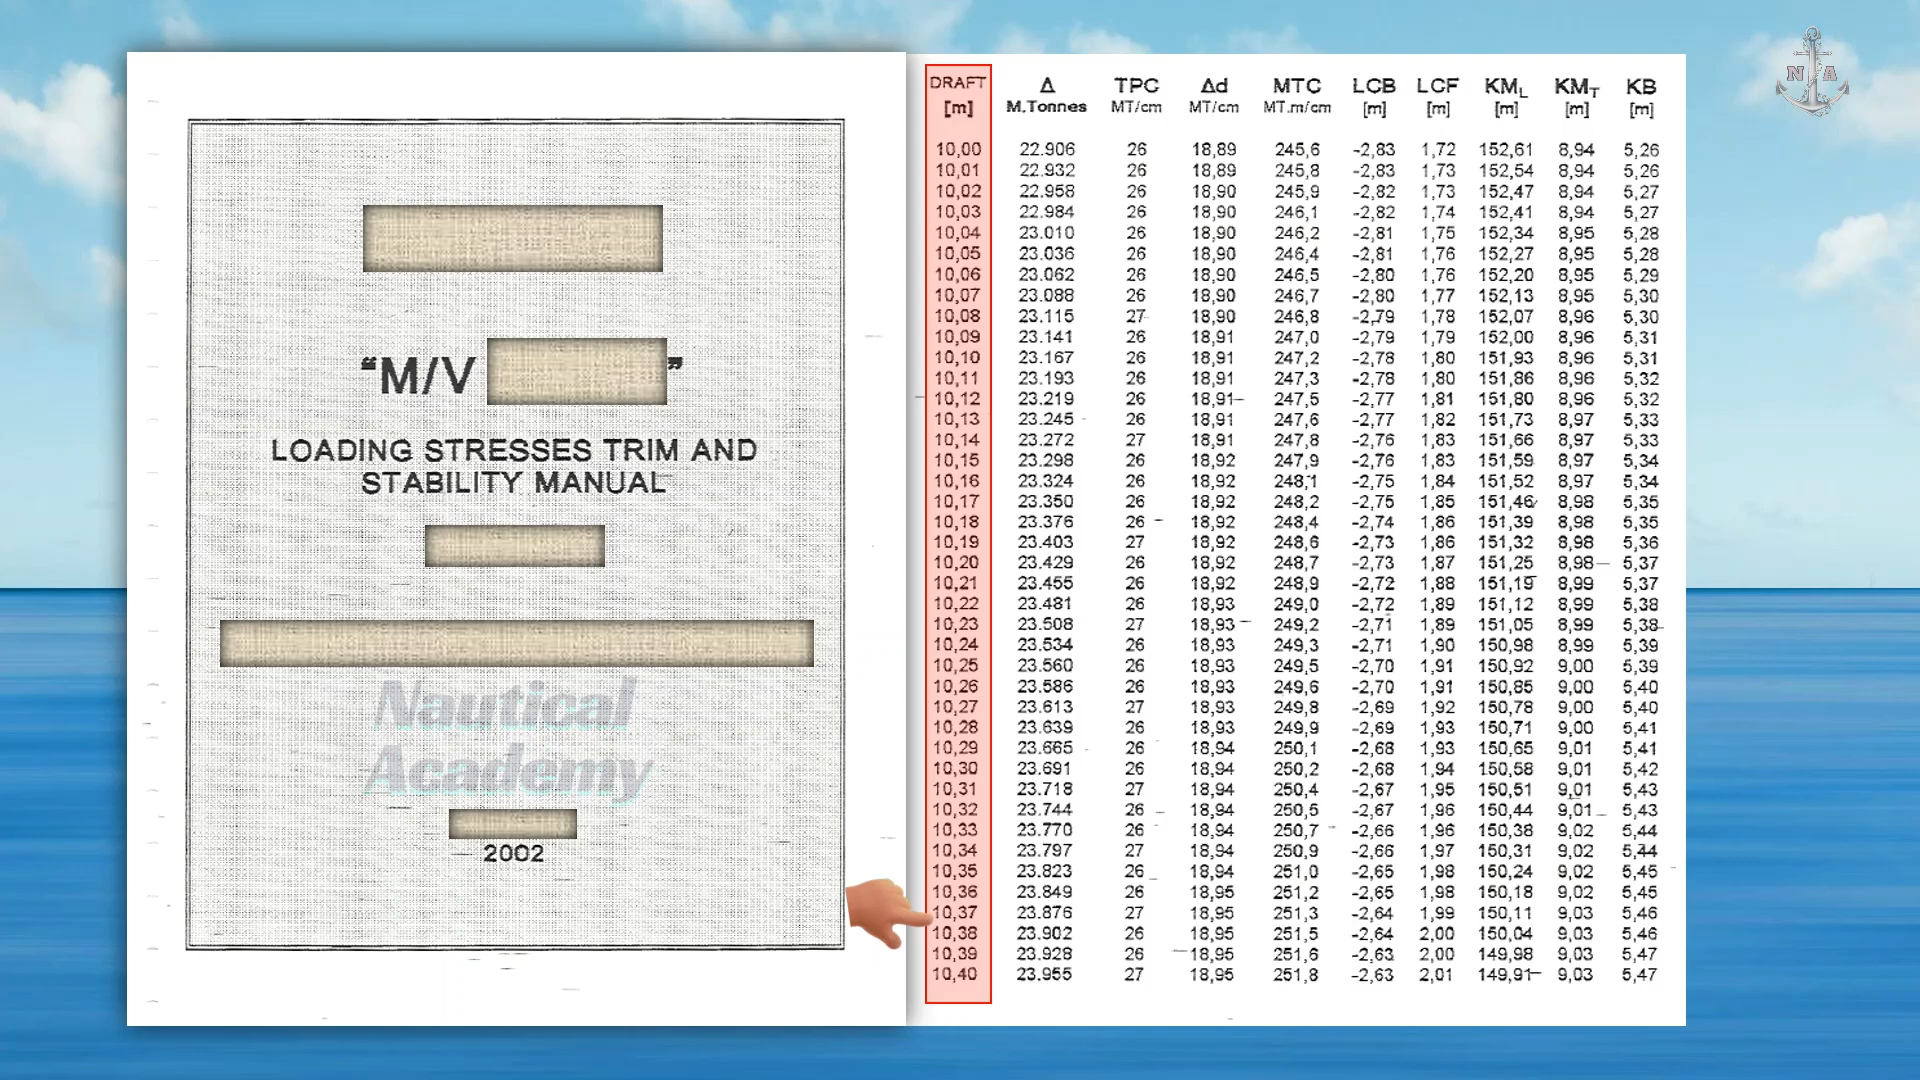 “M/V ”
LOADING STRESSES TRIM AND
STABILITY MANUAL
Nautical
Academy
2002
N A
DRAFT Δ TPC Δd MTC LCB LCF KML KMT KB
[m] M.Tonnes MT/cm MT/cm MT.m/cm [m] [m] [m] [m] [m]
10,00 22.906 26 18,89 245,6 -2,83 1,72 152,61 8,94 5,26
10,01 22.932 26 18,89 245,8 -2,83 1,73 152,54 8,94 5,26
10,02 22.958 26 18,90 245,9 -2,82 1,73 152,47 8,94 5,27
10,03 22.984 26 18,90 246,1 -2,82 1,74 152,41 8,94 5,27
10,04 23.010 26 18,90 246,2 -2,81 1,75 152,34 8,95 5,28
10,05 23.036 26 18,90 246,4 -2,81 1,76 152,27 8,95 5,28
10,06 23.062 26 18,90 246,5 -2,80 1,76 152,20 8,95 5,29
10,07 23.088 26 18,90 246,7 -2,80 1,77 152,13 8,95 5,30
10,08 23.115 27 18,90 246,8 -2,79 1,78 152,07 8,96 5,30
10,09 23.141 26 18,91 247,0 -2,79 1,79 152,00 8,96 5,31
10,10 23.167 26 18,91 247,2 -2,78 1,80 151,93 8,96 5,31
10,11 23.193 26 18,91 247,3 -2,78 1,80 151,86 8,96 5,32
10,12 23.219 26 18,91 247,5 -2,77 1,81 151,80 8,96 5,32
10,13 23.245 26 18,91 247,6 -2,77 1,82 151,73 8,97 5,33
10,14 23.272 27 18,91 247,8 -2,76 1,83 151,66 8,97 5,33
10,15 23.298 26 18,92 247,9 -2,76 1,83 151,59 8,97 5,34
10,16 23.324 26 18,92 248,1 -2,75 1,84 151,52 8,97 5,34
10,17 23.350 26 18,92 248,2 -2,75 1,85 151,46 8,98 5,35
10,18 23.376 26 18,92 248,4 -2,74 1,86 151,39 8,98 5,35
10,19 23.403 27 18,92 248,6 -2,73 1,86 151,32 8,98 5,36
10,20 23.429 26 18,92 248,7 -2,73 1,87 151,25 8,98 5,37
10,21 23.455 26 18,92 248,9 -2,72 1,88 151,19 8,99 5,37
10,22 23.481 26 18,93 249,0 -2,72 1,89 151,12 8,99 5,38
10,23 23.508 27 18,93 249,2 -2,71 1,89 151,05 8,99 5,38
10,24 23.534 26 18,93 249,3 -2,71 1,90 150,98 8,99 5,39
10,25 23.560 26 18,93 249,5 -2,70 1,91 150,92 9,00 5,39
10,26 23.586 26 18,93 249,6 -2,70 1,91 150,85 9,00 5,40
10,27 23.613 27 18,93 249,8 -2,69 1,92 150,78 9,00 5,40
10,28 23.639 26 18,93 249,9 -2,69 1,93 150,71 9,00 5,41
10,29 23.665 26 18,94 250,1 -2,68 1,93 150,65 9,01 5,41
10,30 23.691 26 18,94 250,2 -2,68 1,94 150,58 9,01 5,42
10,31 23.718 27 18,94 250,4 -2,67 1,95 150,51 9,01 5,43
10,32 23.744 26 18,94 250,5 -2,67 1,96 150,44 9,01 5,43
10,33 23.770 26 18,94 250,7 -2,66 1,96 150,38 9,02 5,44
10,34 23.797 27 18,94 250,9 -2,66 1,97 150,31 9,02 5,44
10,35 23.823 26 18,94 251,0 -2,65 1,98 150,24 9,02 5,45
10,36 23.849 26 18,95 251,2 -2,65 1,98 150,18 9,02 5,45
10,37 23.876 27 18,95 251,3 -2,64 1,99 150,11 9,03 5,46
10,38 23.902 26 18,95 251,5 -2,64 2,00 150,04 9,03 5,46
10,39 23.928 26 18,95 251,6 -2,63 2,00 149,98 9,03 5,47
10,40 23.955 27 18,95 251,8 -2,63 2,01 149,91 9,03 5,47